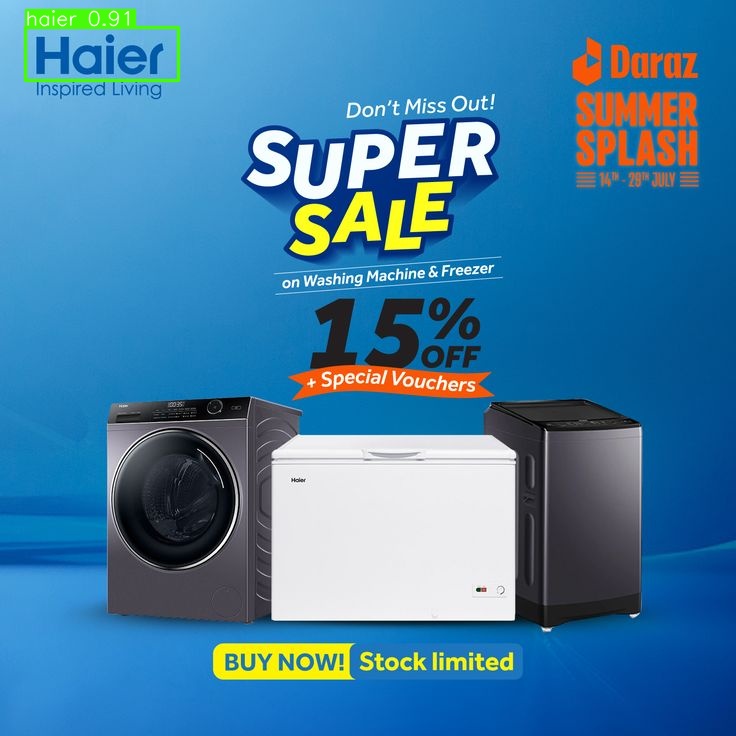 haier 0.91
Haier
Inspired Living
Daraz
SUMMER
SPLASH
14TH - 29TH JULY
Don't Miss Out!
SUPER
SALE
on Washing Machine & Freezer
15% OFF
+ Special Vouchers
Haier
Haier
BUY NOW! Stock limited